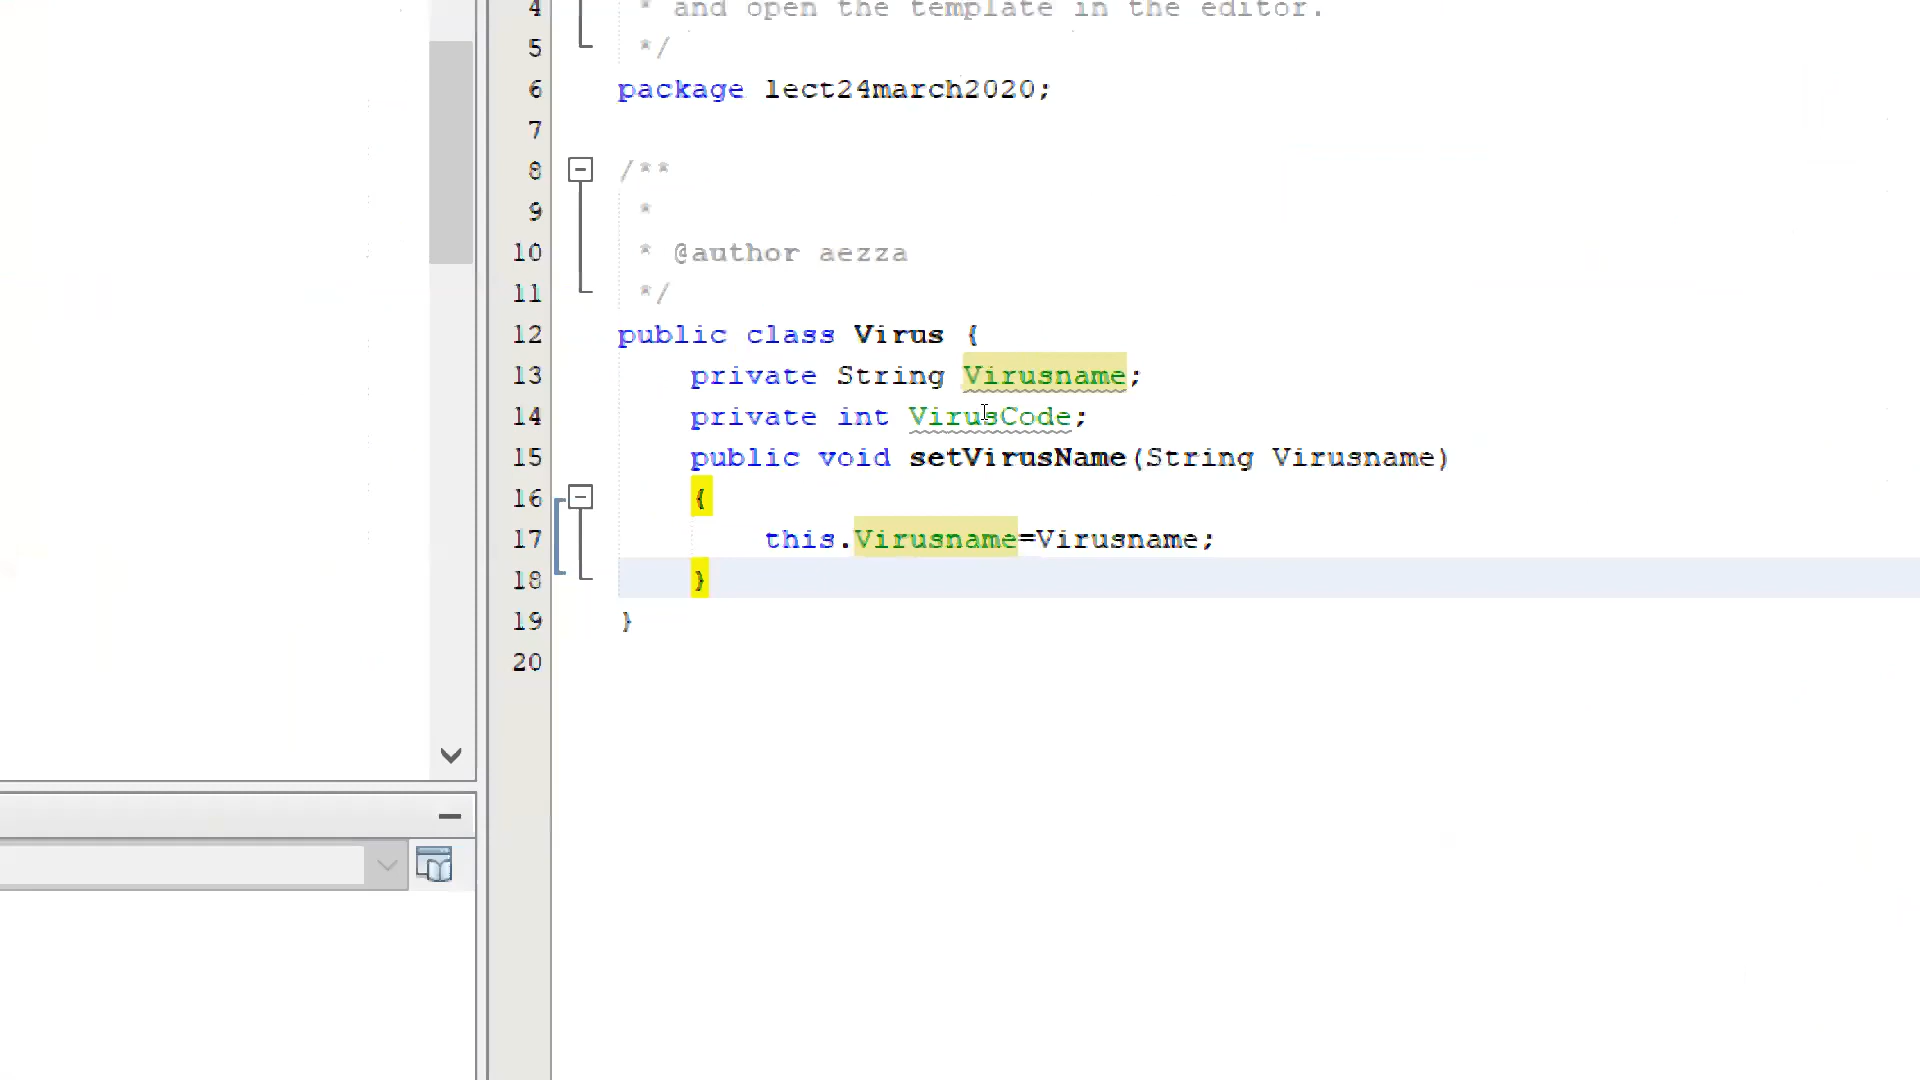 4 * and open the template in the editor.
5 */
6 package lect24march2020;
7
8 /**
9 *
10 * @author aezza
11 */
12 public class Virus {
13 private String Virusname;
14 private int VirusCode;
15 public void setVirusName(String Virusname)
16 {
17 this.Virusname=Virusname;
18 }
19 }
20